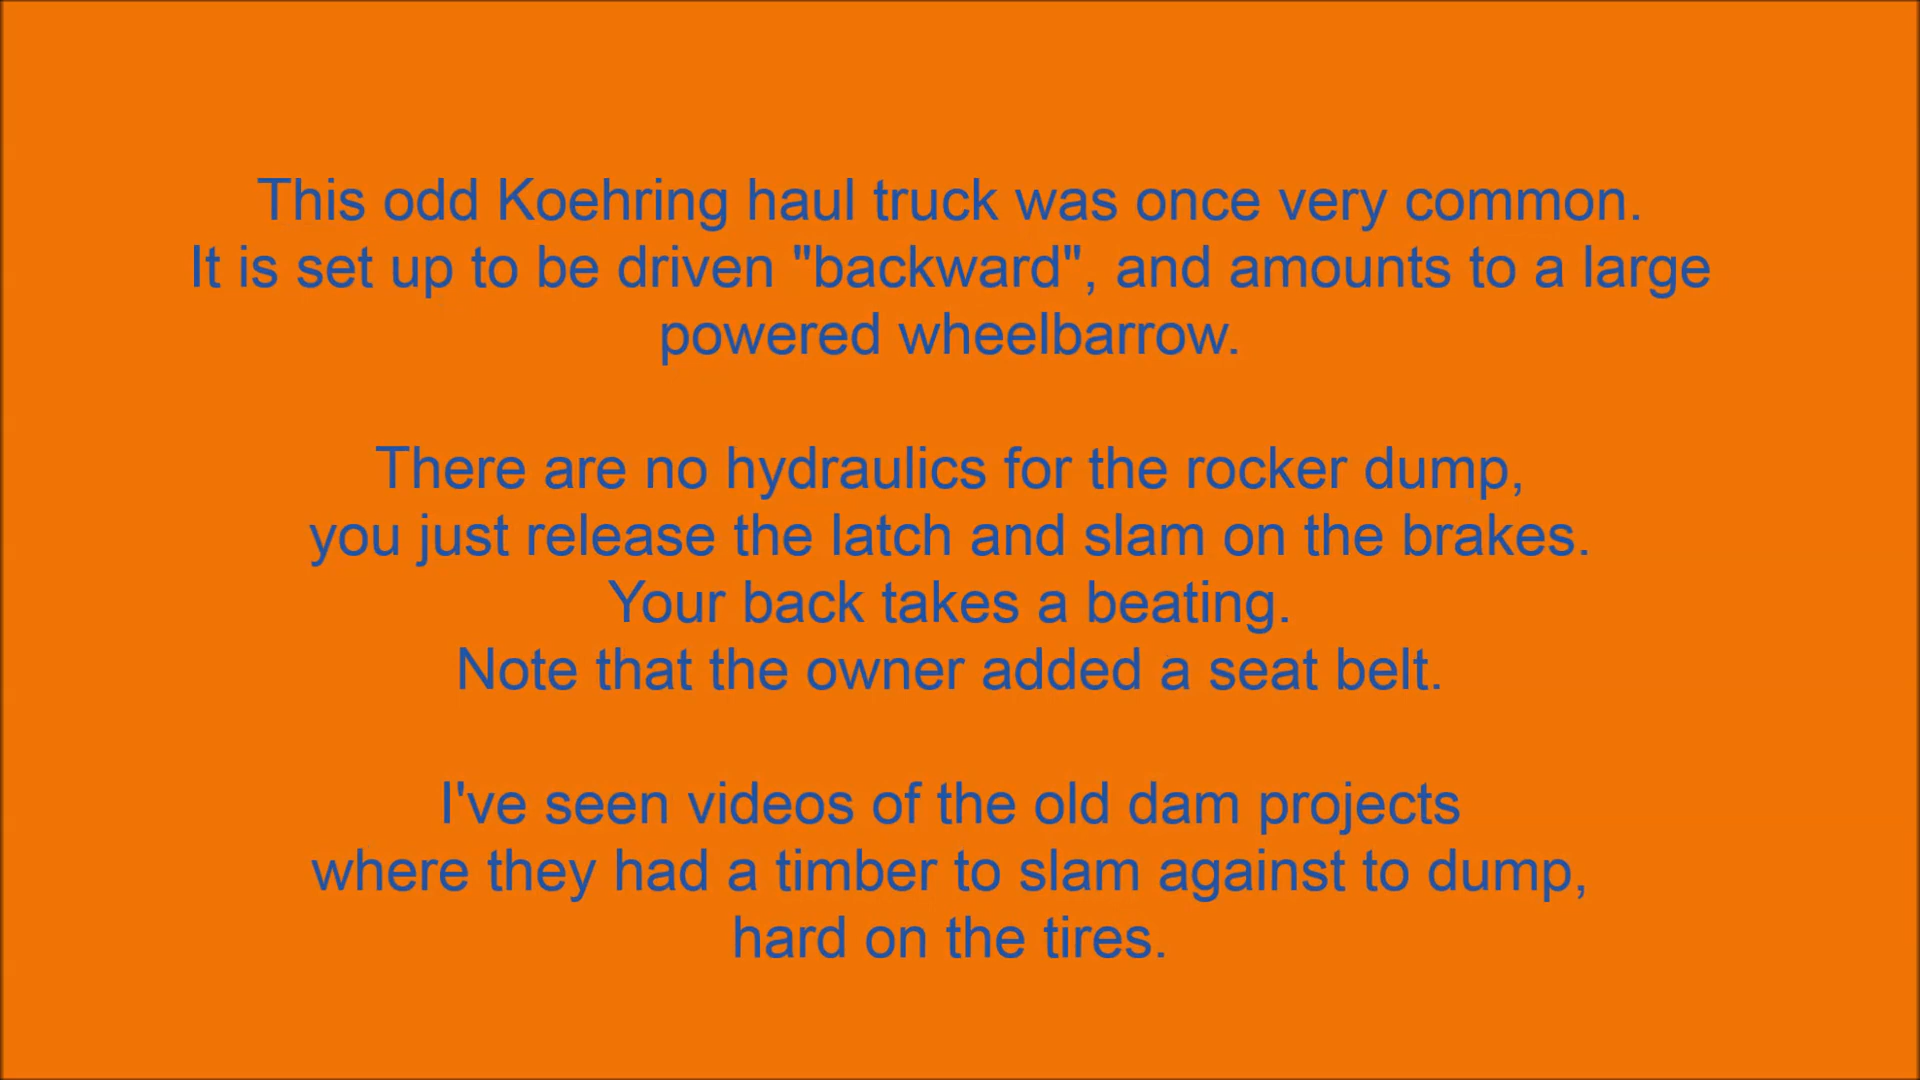 This odd Koehring haul truck was once very common.
It is set up to be driven "backward", and amounts to a large
powered wheelbarrow.
There are no hydraulics for the rocker dump,
you just release the latch and slam on the brakes.
Your back takes a beating.
Note that the owner added a seat belt.
I've seen videos of the old dam projects
where they had a timber to slam against to dump,
hard on the tires.